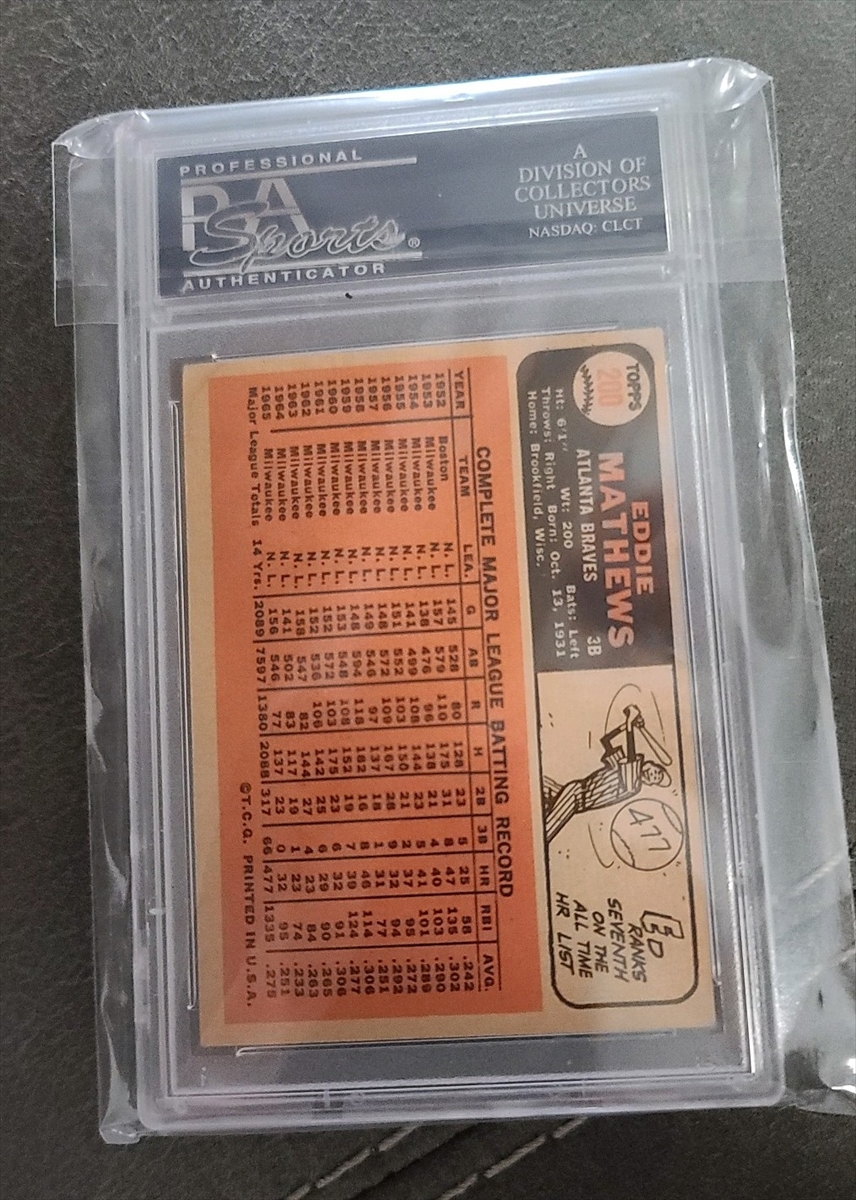 PROFESSIONAL
PSA
Sports®
AUTHENTICATOR
A
DIVISION OF
COLLECTORS
UNIVERSE
NASDAQ: CLCT
TOPPS
200
EDDIE
MATHEWS
ATLANTA BRAVES 3B
Ht: 6'1" Wt: 200 Bats: Left
Throws: Right Born: Oct. 13, 1931
Home: Brookfield, Wisc.
477
ED
RANKS
SEVENTH
ON THE
ALL TIME
HR LIST
COMPLETE MAJOR LEAGUE BATTING RECORD
YEAR TEAM LEA. G AB R H 2B 3B HR RBI AVG.
1952 Boston N. L. 145 528 80 128 23 5 25 58 .242
1953 Milwaukee N. L. 157 579 110 175 31 8 47 135 .302
1954 Milwaukee N. L. 138 476 96 138 21 4 40 103 .290
1955 Milwaukee N. L. 141 499 108 144 23 5 41 101 .289
1956 Milwaukee N. L. 151 552 103 150 21 2 37 95 .272
1957 Milwaukee N. L. 148 572 109 167 28 9 32 94 .292
1958 Milwaukee N. L. 149 546 97 137 18 1 31 77 .251
1959 Milwaukee N. L. 148 594 118 182 16 8 46 114 .306
1960 Milwaukee N. L. 153 548 108 152 19 7 39 124 .277
1961 Milwaukee N. L. 152 572 103 175 23 6 32 91 .306
1962 Milwaukee N. L. 152 536 106 142 25 6 29 90 .265
1963 Milwaukee N. L. 158 547 82 144 27 4 23 84 .263
1964 Milwaukee N. L. 141 502 83 117 19 1 23 74 .233
1965 Milwaukee N. L. 156 546 77 137 23 0 32 95 .251
Major League Totals 14 Yrs. 2089 7597 1380 2088 317 66 477 1335 .275
©T.C.G. PRINTED IN U.S.A.